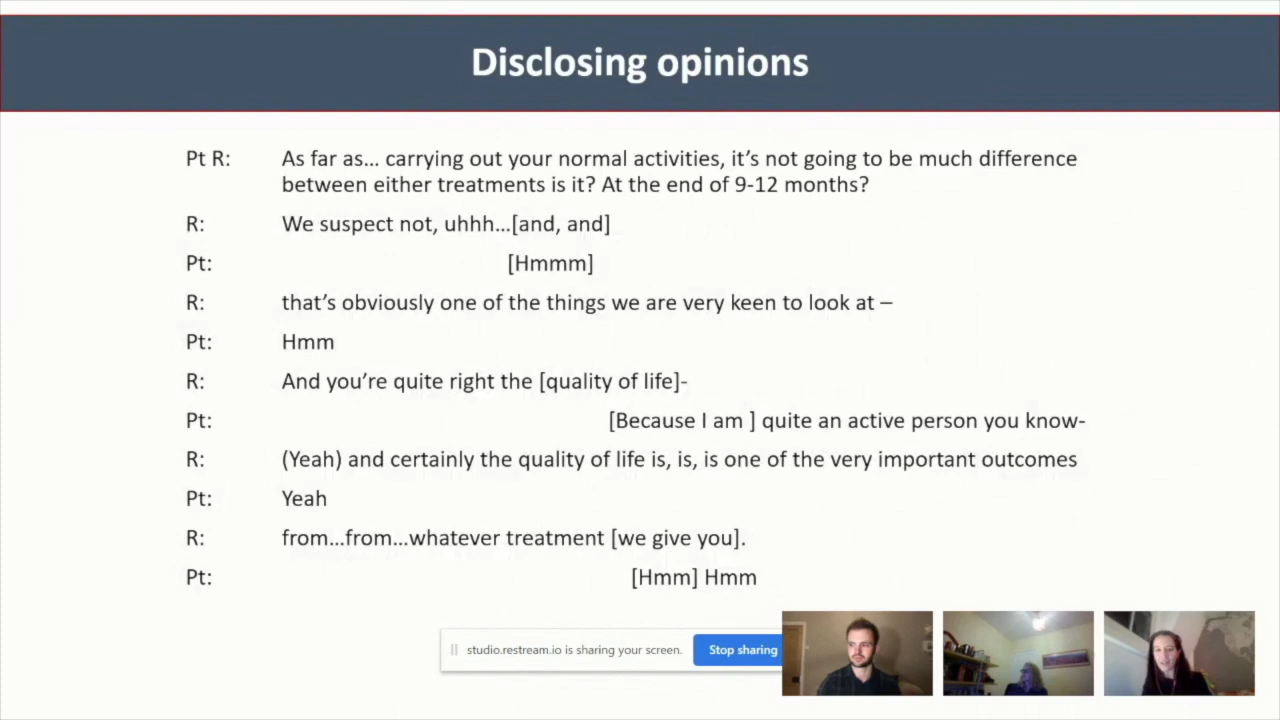 Disclosing opinions
Pt R: As far as… carrying out your normal activities, it’s not going to be much difference
between either treatments is it? At the end of 9-12 months?
R: We suspect not, uhhh…[and, and]
Pt: [Hmmm]
R: that’s obviously one of the things we are very keen to look at –
Pt: Hmm
R: And you’re quite right the [quality of life]-
Pt: [Because I am ] quite an active person you know-
R: (Yeah) and certainly the quality of life is, is, is one of the very important outcomes
Pt: Yeah
R: from…from…whatever treatment [we give you].
Pt: [Hmm] Hmm
studio.restream.io is sharing your screen. Stop sharing